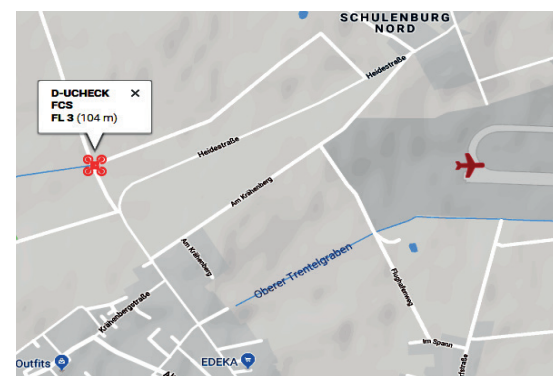 SCHULENBURG
NORD
D-UCHECK ×
FCS
FL 3 (104 m)
Heidestraße
Heidestraße
Am Krähenberg
Am Krähenberg
Oberer Trentelgraben
Flughafenweg
Krähenbergstraße
Im Spann
Outfits
EDEKA